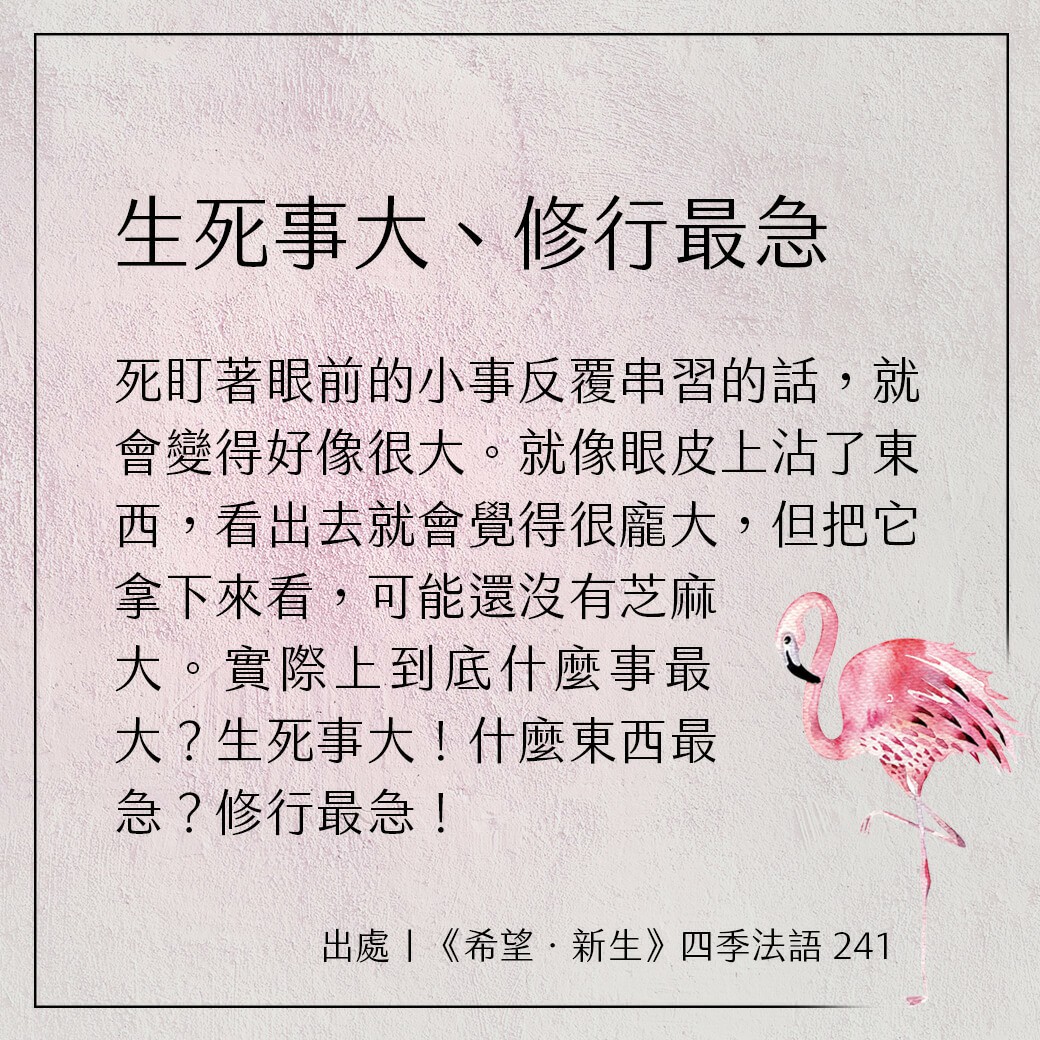 生死事大、修行最急
死盯著眼前的小事反覆串習的話，就
會變得好像很大。就像眼皮上沾了東
西，看出去就會覺得很龐大，但把它
拿下來看，可能還沒有芝麻
大。實際上到底什麼事最
大？生死事大！什麼東西最
急？修行最急！
出處丨《希望．新生》四季法語 241